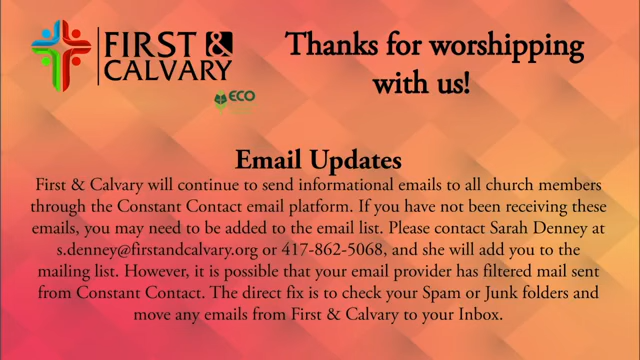 FIRST &
CALVARY
ECO
Thanks for worshipping
with us!
Email Updates
First & Calvary will continue to send informational emails to all church members
through the Constant Contact email platform. If you have not been receiving these
emails, you may need to be added to the email list. Please contact Sarah Denney at
s.denney@firstandcalvary.org or 417-862-5068, and she will add you to the
mailing list. However, it is possible that your email provider has filtered mail sent
from Constant Contact. The direct fix is to check your Spam or Junk folders and
move any emails from First & Calvary to your Inbox.